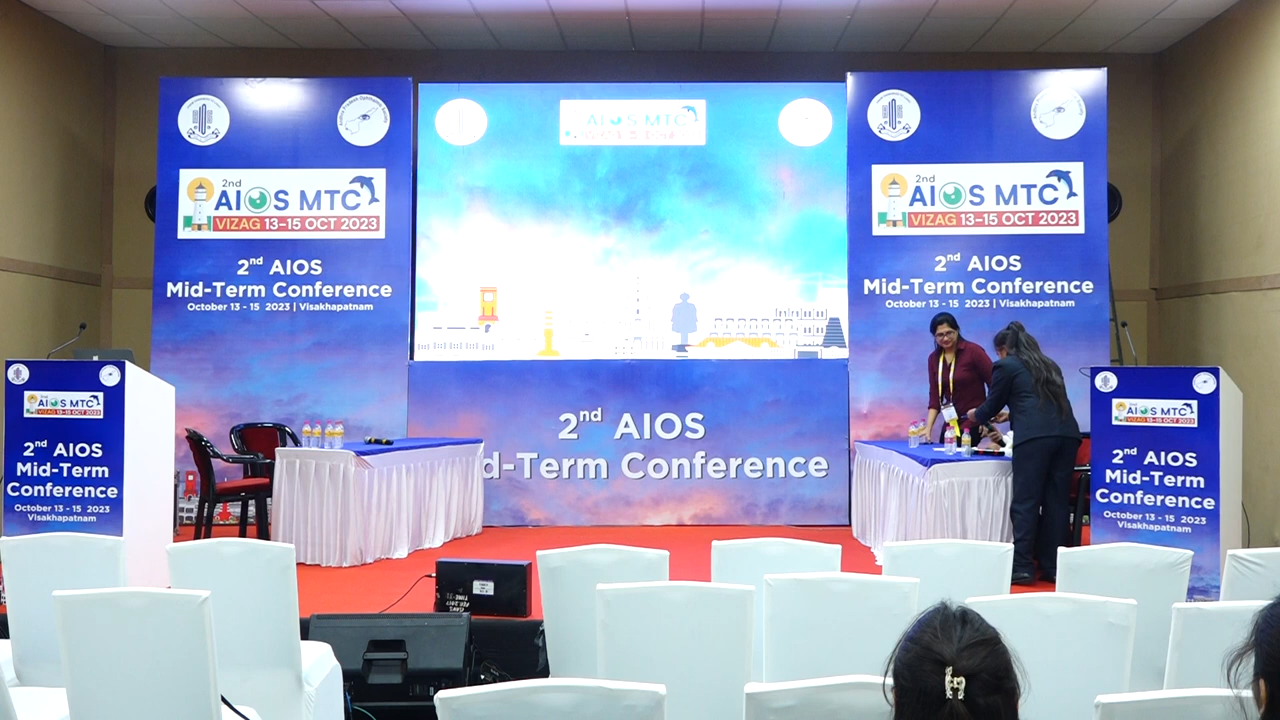 2nd
AIOS MTC
VIZAG 13-15 OCT 2023
2nd AIOS
Mid-Term Conference
October 13 - 15 2023 | Visakhapatnam
AIOS MTC
2nd
AIOS MTC
VIZAG 13-15 OCT 2023
2nd AIOS
Mid-Term Conference
October 13 - 15 2023 | Visakhapatnam
2nd AIOS
d-Term Conference
AIOS MTC
VIZAG 13-15 OCT 2023
2nd AIOS
Mid-Term
Conference
October 13 - 15 2023
Visakhapatnam
AIOS MTC
VIZAG 13-15 OCT 2023
2nd AIOS
Mid-Term
Conference
October 13 - 15 2023
Visakhapatnam